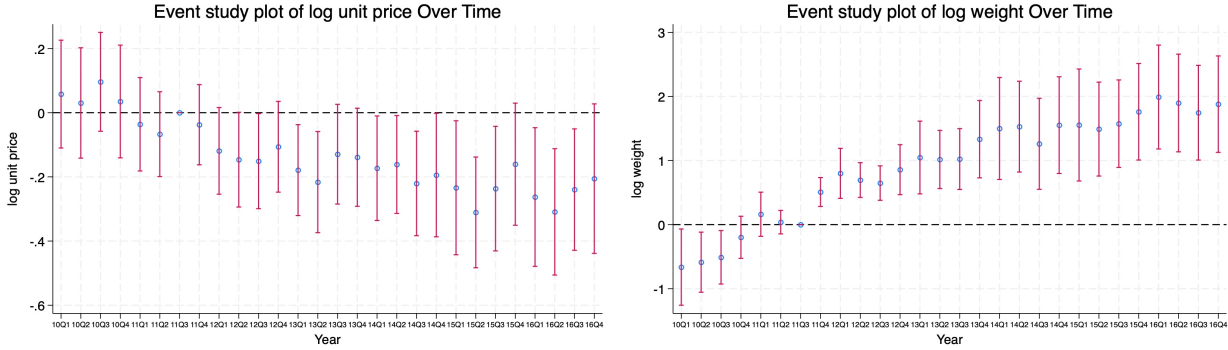 Event study plot of log unit price Over Time
log unit price
.2
0
-.2
-.4
-.6
10Q1 10Q2 10Q3 10Q4 11Q1 11Q2 11Q3 11Q4 12Q1 12Q2 12Q3 12Q4 13Q1 13Q2 13Q3 13Q4 14Q1 14Q2 14Q3 14Q4 15Q1 15Q2 15Q3 15Q4 16Q1 16Q2 16Q3 16Q4
Year
Event study plot of log weight Over Time
log weight
3
2
1
0
-1
10Q1 10Q2 10Q3 10Q4 11Q1 11Q2 11Q3 11Q4 12Q1 12Q2 12Q3 12Q4 13Q1 13Q2 13Q3 13Q4 14Q1 14Q2 14Q3 14Q4 15Q1 15Q2 15Q3 15Q4 16Q1 16Q2 16Q3 16Q4
Year